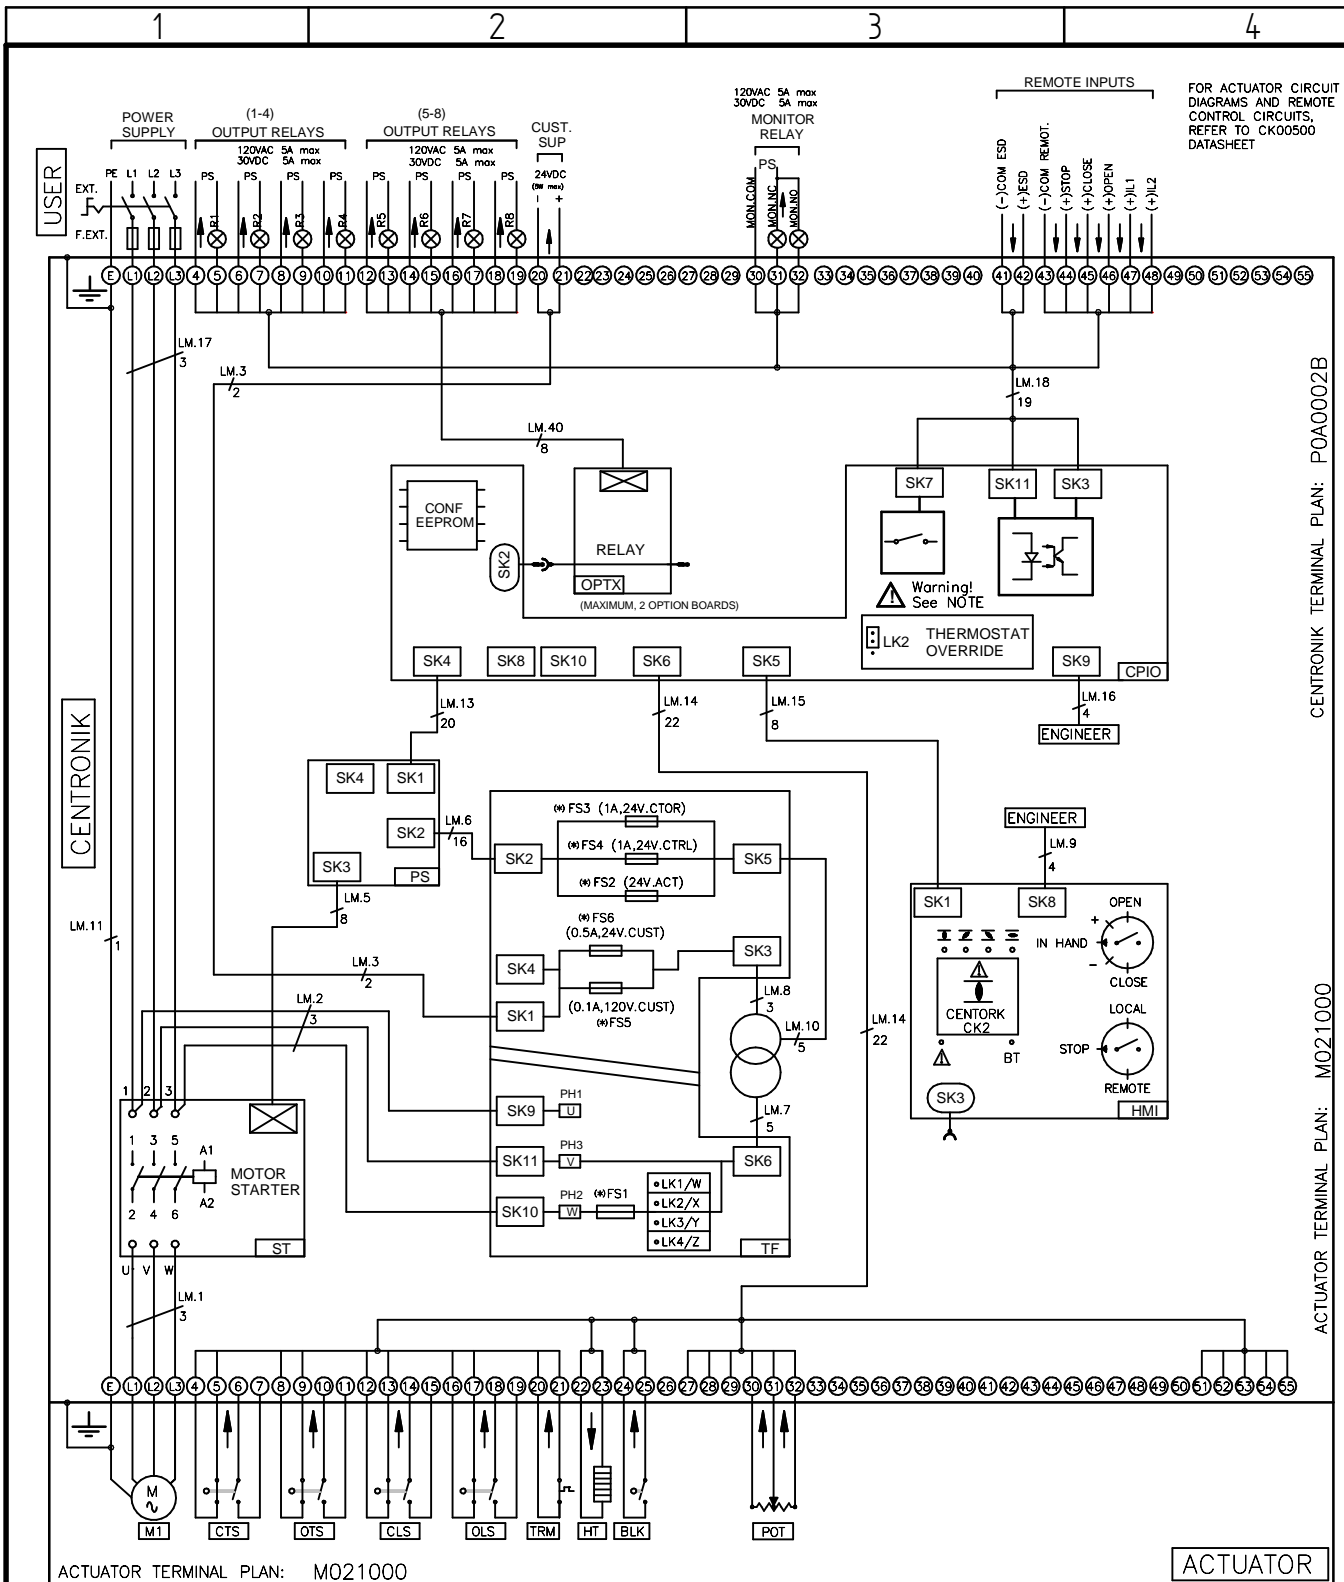 1 2 3 4
POWER SUPPLY
(1-4)
OUTPUT RELAYS
120VAC 5A max
30VDC 5A max
(5-8)
OUTPUT RELAYS
120VAC 5A max
30VDC 5A max
CUST. SUP
24VDC
(5W max)
- +
120VAC 5A max
30VDC 5A max
MONITOR
RELAY
REMOTE INPUTS
FOR ACTUATOR CIRCUIT
DIAGRAMS AND REMOTE
CONTROL CIRCUITS,
REFER TO CK00500
DATASHEET
USER
PE L1 L2 L3
EXT.
F.EXT.
PS PS PS PS PS PS PS PS PS
R1 R2 R3 R4 R5 R6 R7 R8
MON.COM
MON.NC
MON.NO
(-)COM ESD
(+)ESD
(-)COM REMOT.
(+)STOP
(+)CLOSE
(+)OPEN
(+)IL1
(+)IL2
E L1 L2 L3 4 5 6 7 8 9 10 11 12 13 14 15 16 17 18 19 20 21 22 23 24 25 26 27 28 29 30 31 32 33 34 35 36 37 38 39 40 41 42 43 44 45 46 47 48 49 50 51 52 53 54 55
LM.17
3
LM.3
2
LM.40
8
LM.18
19
CENTRONIK TERMINAL PLAN: P0A0002B
CONF
EEPROM
SK2
RELAY
OPTX
(MAXIMUM, 2 OPTION BOARDS)
SK7 SK11 SK3
Warning!
See NOTE
LK2
THERMOSTAT
OVERRIDE
SK4 SK8 SK10 SK6 SK5 SK9
CPIO
LM.13
20
LM.14
22
LM.15
8
LM.16
4
ENGINEER
CENTRONIK
SK4 SK1
SK2
SK3
PS
LM.6
16
LM.5
8
(*)FS3 (1A,24V.CTOR)
(*)FS4 (1A,24V.CTRL)
(*)FS2 (24V.ACT)
SK2 SK5
(*)FS6
(0.5A,24V.CUST)
SK4 SK3
SK1
(0.1A,120V.CUST)
(*)FS5
LM.8
3
LM.10
5
LM.7
5
LM.14
22
ENGINEER
LM.9
4
SK1 SK8
OPEN
+
IN HAND
-
CLOSE
CENTORK
CK2
BT
LOCAL
STOP
REMOTE
SK3
HMI
LM.11
1
LM.3
2
LM.2
3
1 2 3
1 3 5
A1
A2
2 4 6
MOTOR
STARTER
ST
U V W
SK9
PH1
U
SK11
PH3
V
SK10
PH2
W
(*)FS1
LK1/W
LK2/X
LK3/Y
LK4/Z
SK6
TF
LM.1
3
ACTUATOR TERMINAL PLAN: M021000
E L1 L2 L3 4 5 6 7 8 9 10 11 12 13 14 15 16 17 18 19 20 21 22 23 24 25 26 27 28 29 30 31 32 33 34 35 36 37 38 39 40 41 42 43 44 45 46 47 48 49 50 51 52 53 54 55
M
M1 CTS OTS CLS OLS TRM HT BLK POT
ACTUATOR TERMINAL PLAN: M021000
ACTUATOR